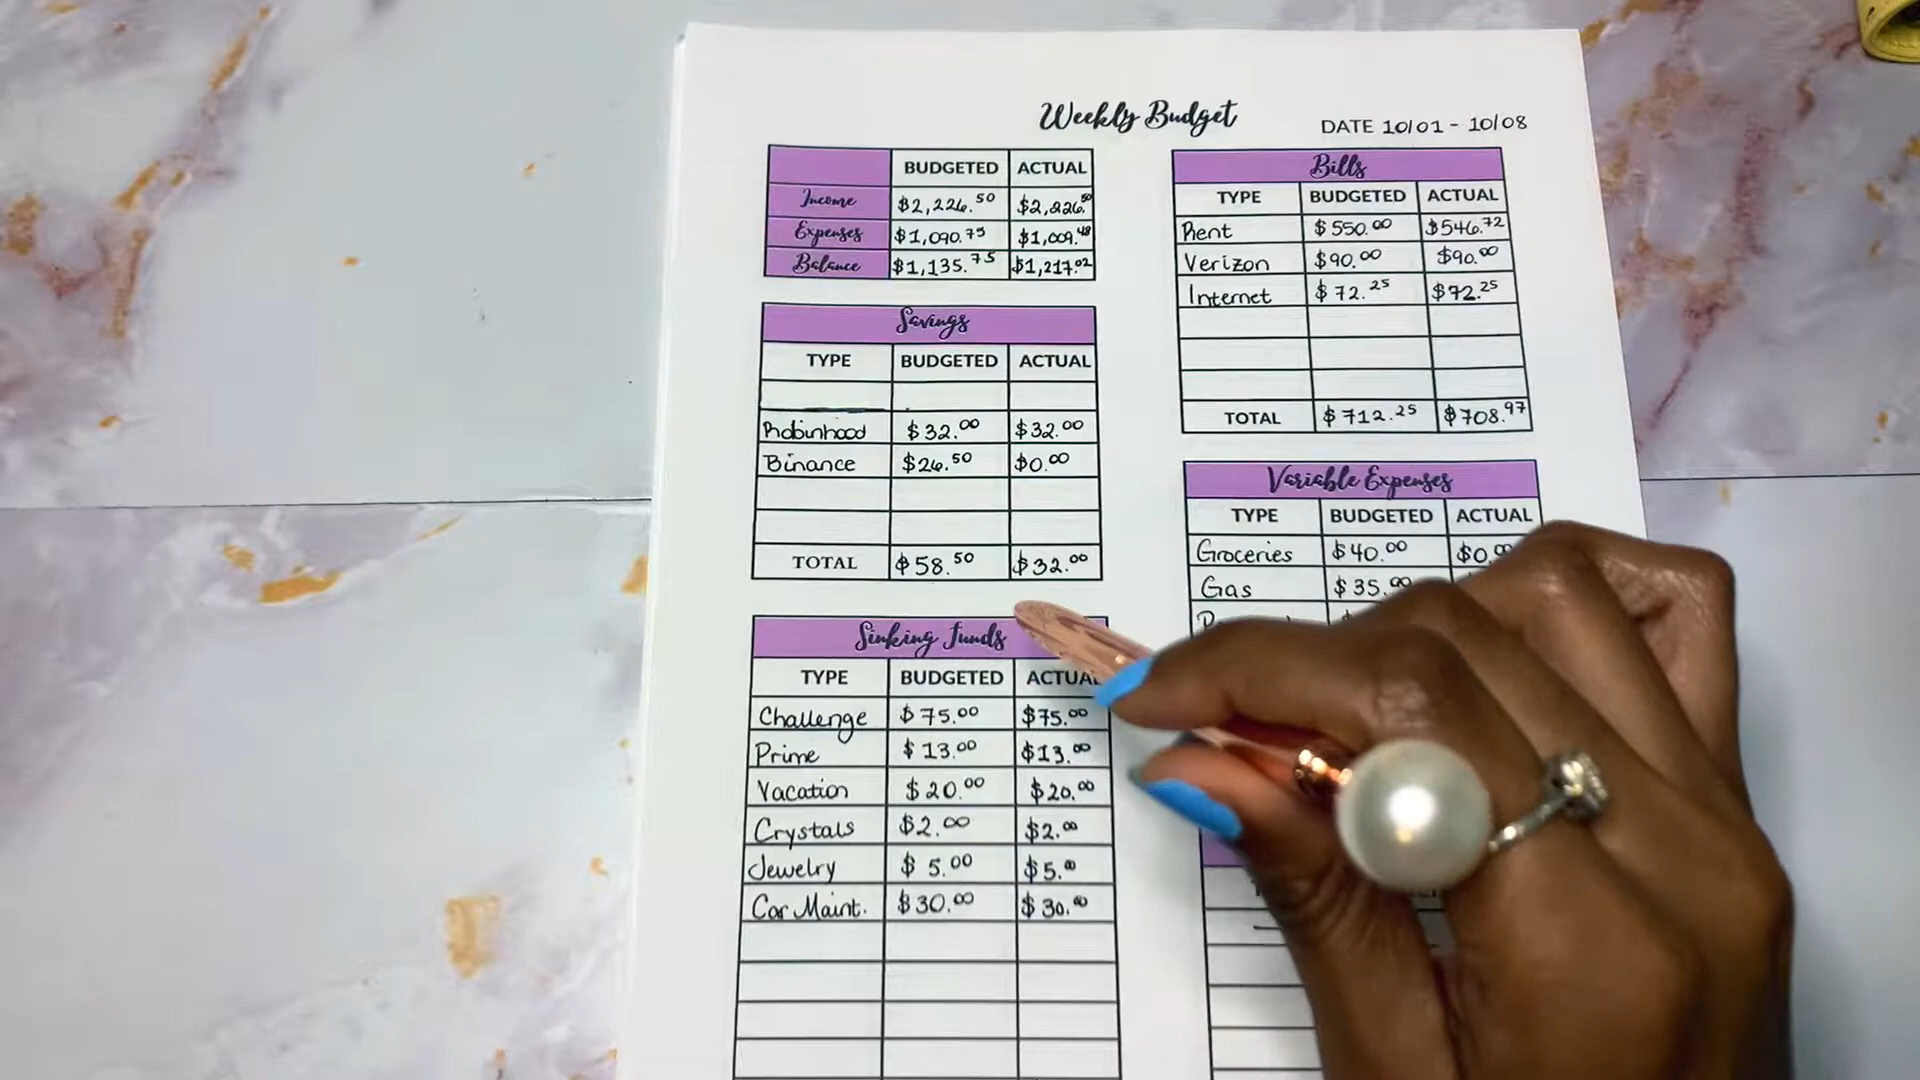 Weekly Budget
DATE 10/01 - 10/08
BUDGETED ACTUAL
Income $2,226.50 $2,226.50
Expenses $1,090.75 $1,009.48
Balance $1,135.75 $1,217.02
Savings
TYPE BUDGETED ACTUAL
Robinhood $32.00 $32.00
Binance $26.50 $0.00
TOTAL $58.50 $32.00
Sinking Funds
TYPE BUDGETED ACTUAL
Challenge $75.00 $75.00
Prime $13.00 $13.00
Vacation $20.00 $20.00
Crystals $2.00 $2.00
Jewelry $5.00 $5.00
Car Maint. $30.00 $30.00
Bills
TYPE BUDGETED ACTUAL
Rent $550.00 $546.72
Verizon $90.00 $90.00
Internet $72.25 $72.25
TOTAL $712.25 $708.97
Variable Expenses
TYPE BUDGETED ACTUAL
Groceries $40.00 $0.00
Gas $35.00